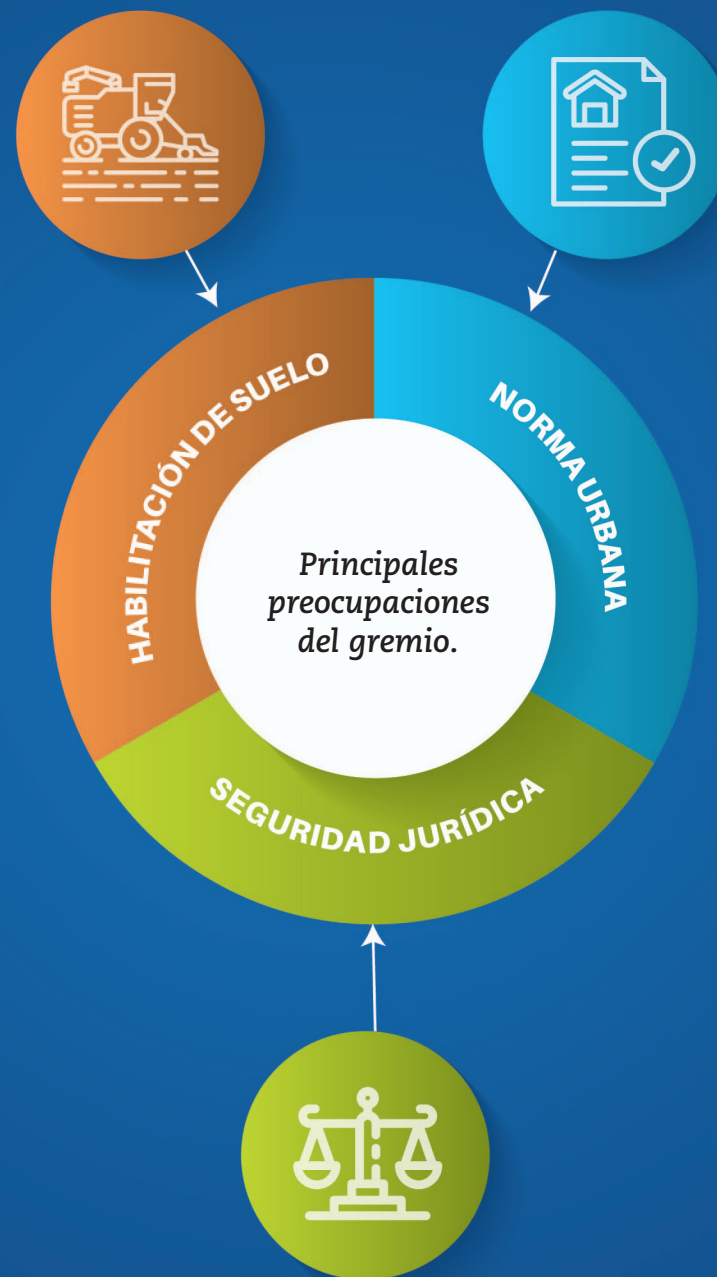 HABILITACIÓN DE SUELO
NORMA URBANA
Principales
preocupaciones
del gremio.
SEGURIDAD JURÍDICA